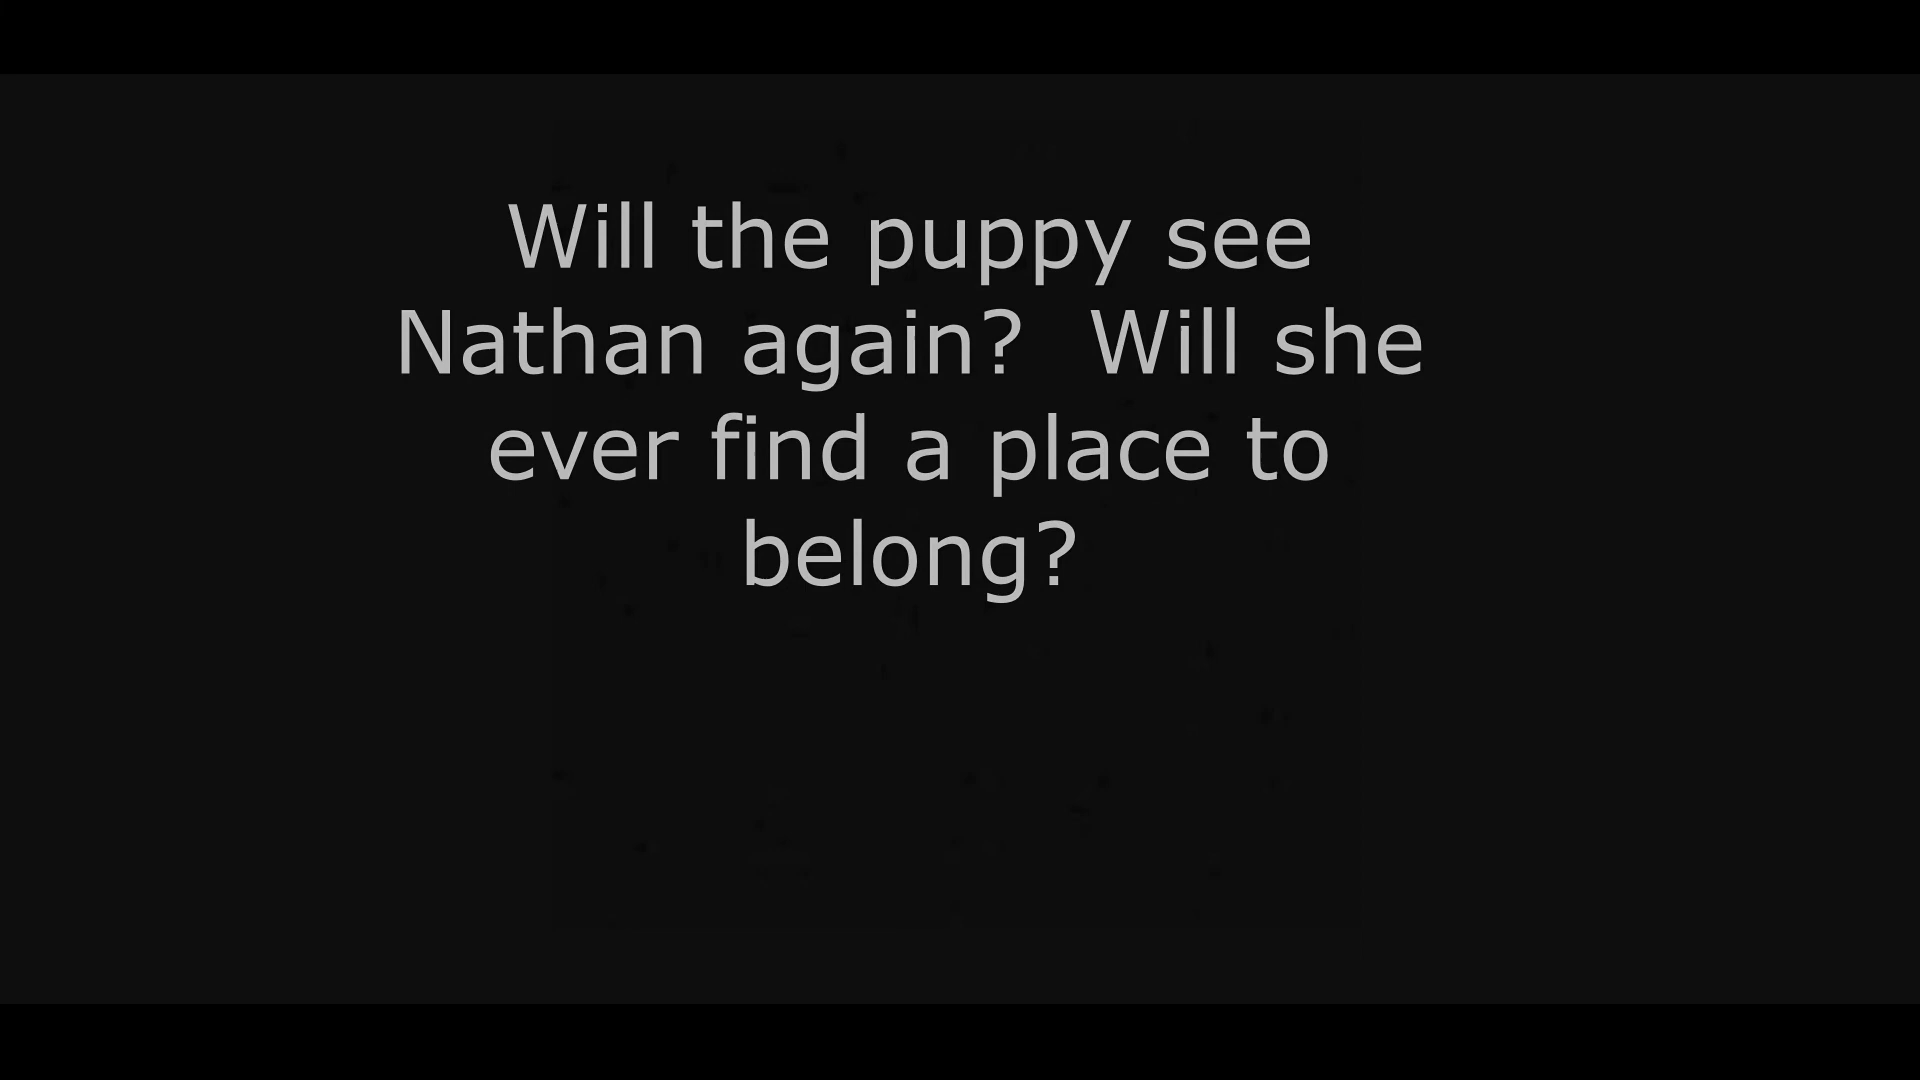 Will the puppy see
Nathan again?  Will she
ever find a place to
belong?